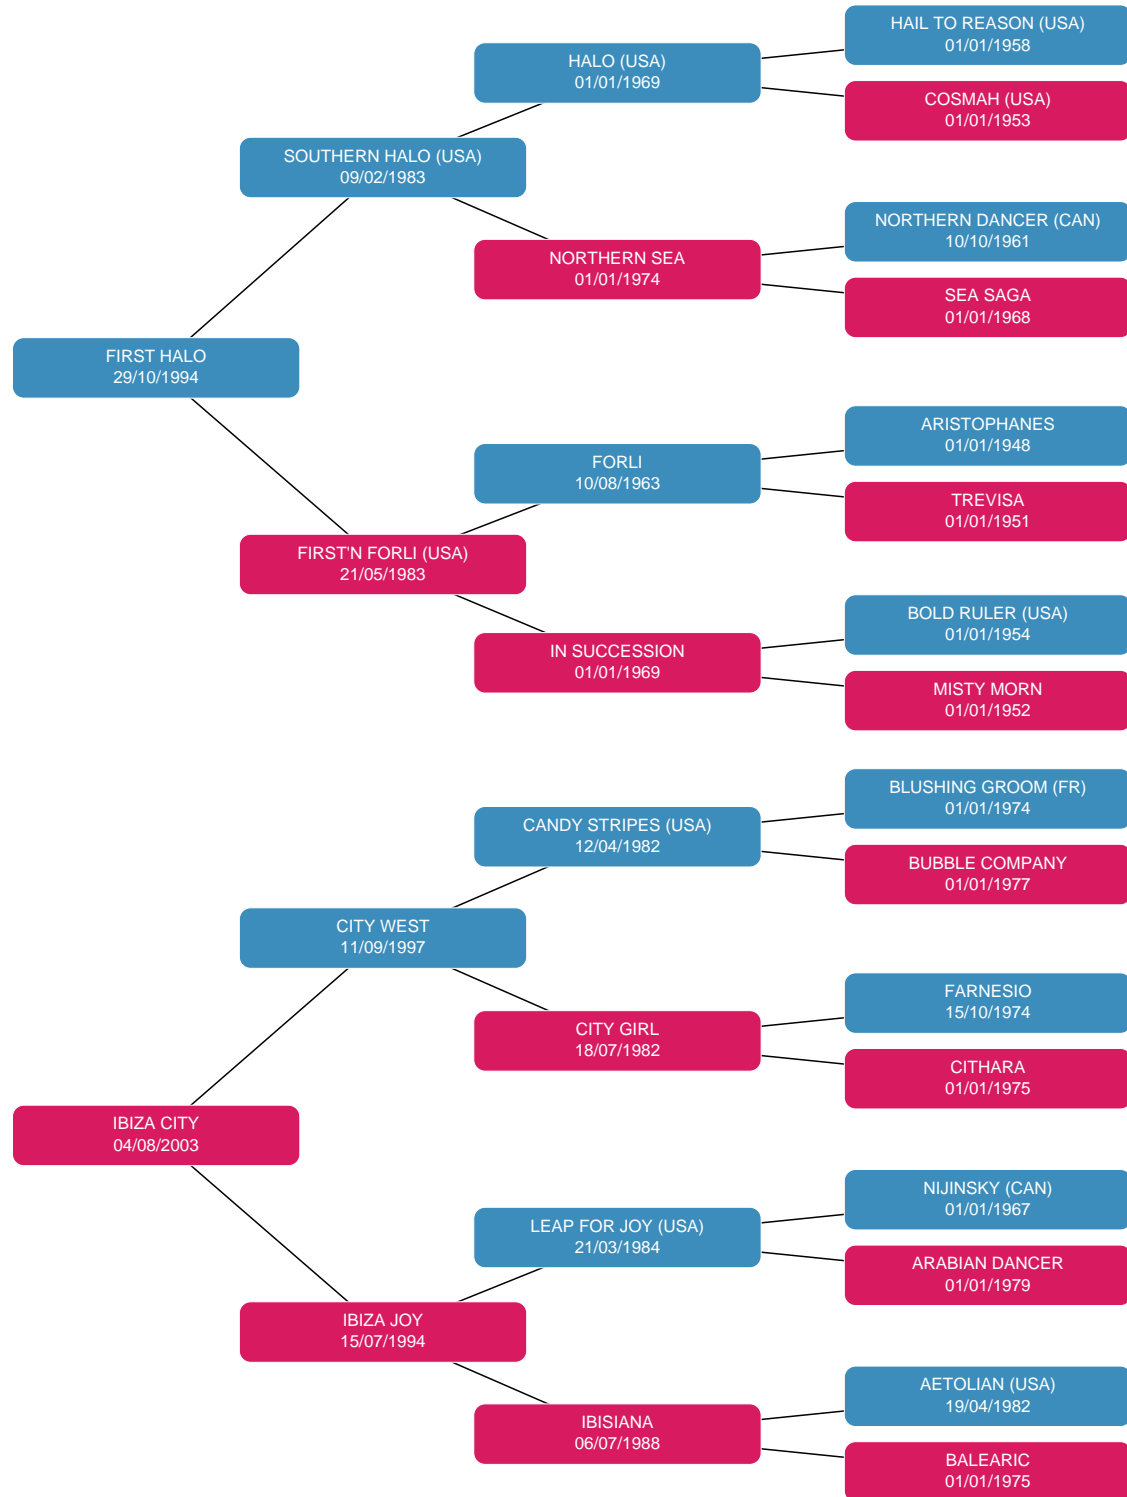 HAIL TO REASON (USA)
01/01/1958
HALO (USA)
01/01/1969
COSMAH (USA)
01/01/1953
SOUTHERN HALO (USA)
09/02/1983
NORTHERN DANCER (CAN)
10/10/1961
NORTHERN SEA
01/01/1974
SEA SAGA
01/01/1968
FIRST HALO
29/10/1994
ARISTOPHANES
01/01/1948
FORLI
10/08/1963
TREVISA
01/01/1951
FIRST'N FORLI (USA)
21/05/1983
BOLD RULER (USA)
01/01/1954
IN SUCCESSION
01/01/1969
MISTY MORN
01/01/1952
BLUSHING GROOM (FR)
01/01/1974
CANDY STRIPES (USA)
12/04/1982
BUBBLE COMPANY
01/01/1977
CITY WEST
11/09/1997
FARNESIO
15/10/1974
CITY GIRL
18/07/1982
CITHARA
01/01/1975
IBIZA CITY
04/08/2003
NIJINSKY (CAN)
01/01/1967
LEAP FOR JOY (USA)
21/03/1984
ARABIAN DANCER
01/01/1979
IBIZA JOY
15/07/1994
AETOLIAN (USA)
19/04/1982
IBISIANA
06/07/1988
BALEARIC
01/01/1975